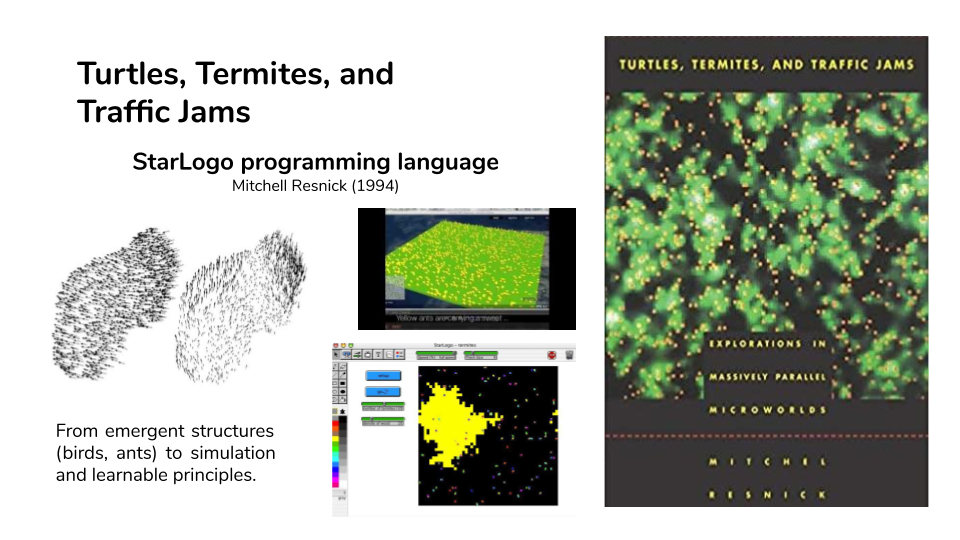 Turtles, Termites, and
Traffic Jams
StarLogo programming language
Mitchell Resnick (1994)
From emergent structures
(birds, ants) to simulation
and learnable principles.
Yellow ants are carrying
StarLogo - termites
setup
TURTLES, TERMITES, AND TRAFFIC JAMS
EXPLORATIONS IN
MASSIVELY PARALLEL
MICROWORLDS
MITCHEL
RESNICK